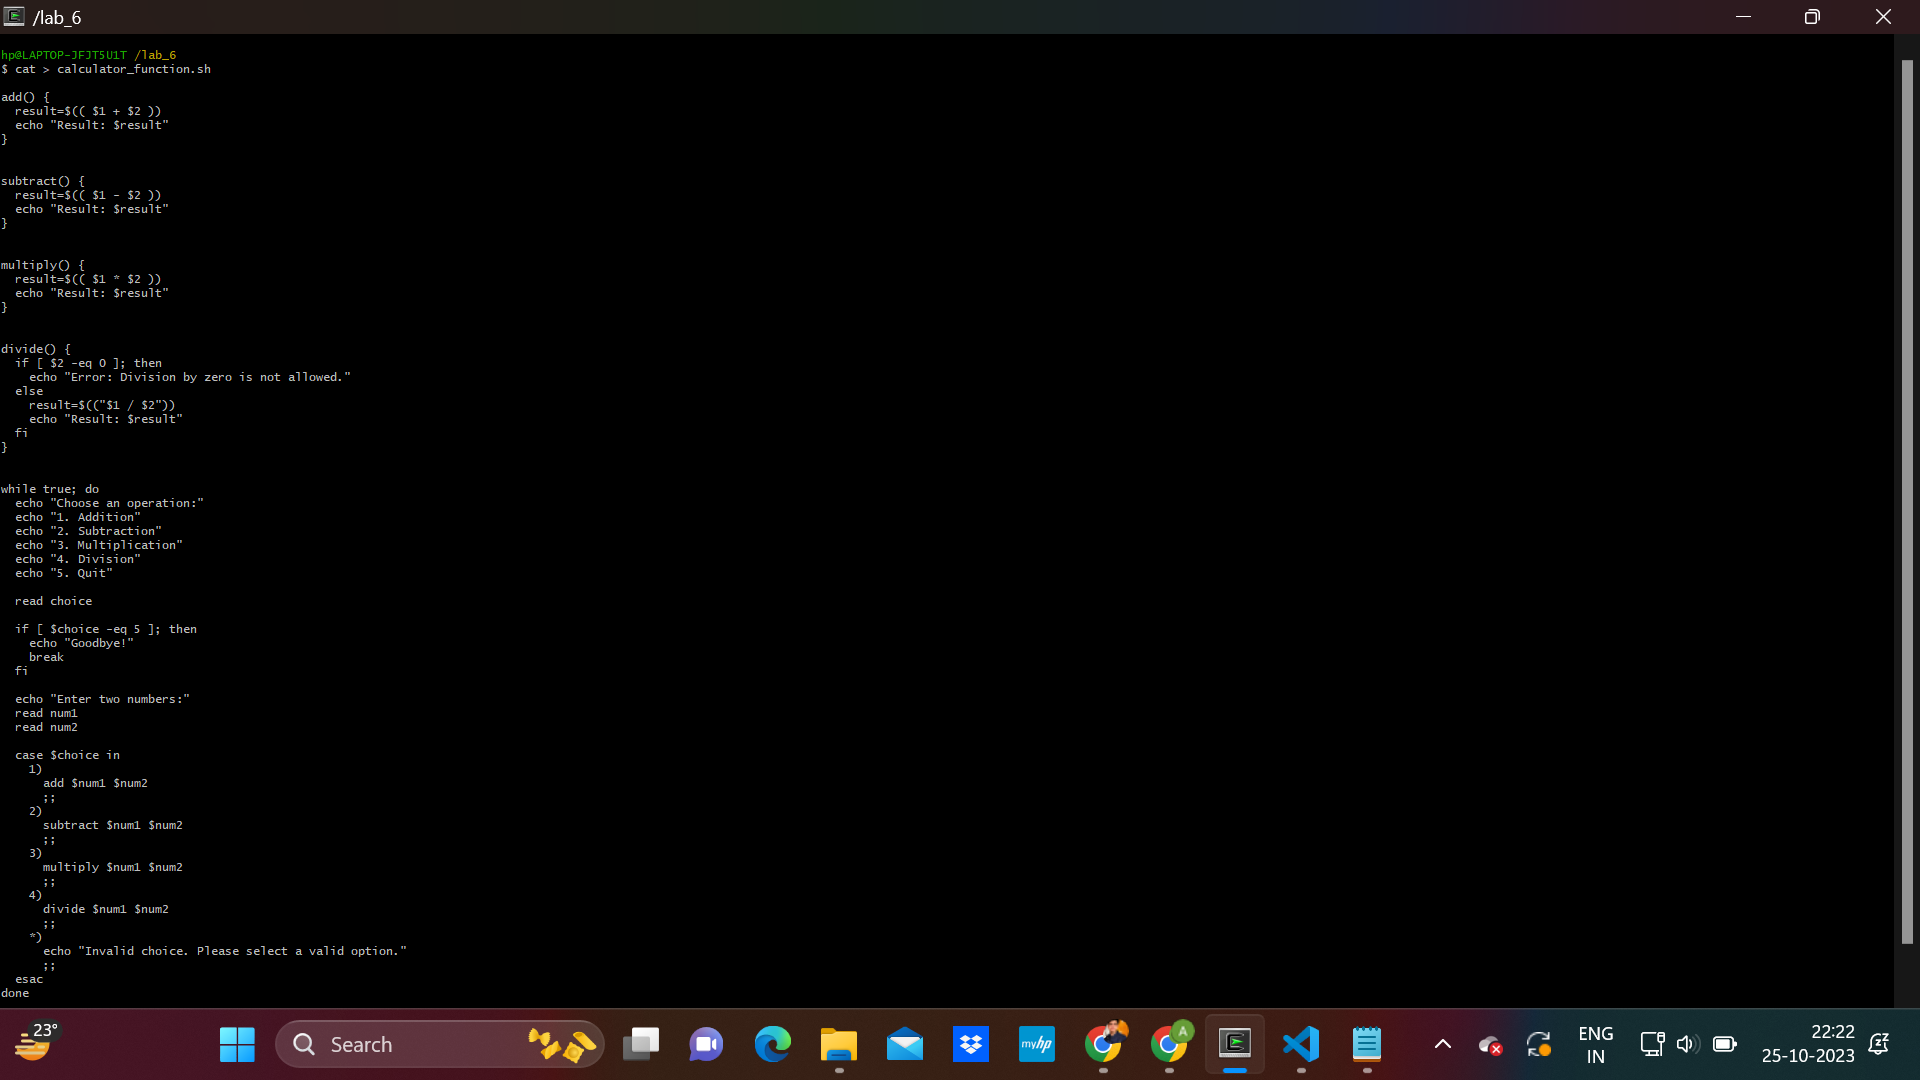 /lab_6
hp@LAPTOP-JFJT5U1T /lab_6
$ cat > calculator_function.sh
add() {
  result=$(( $1 + $2 ))
  echo "Result: $result"
}
subtract() {
  result=$(( $1 - $2 ))
  echo "Result: $result"
}
multiply() {
  result=$(( $1 * $2 ))
  echo "Result: $result"
}
divide() {
  if [ $2 -eq 0 ]; then
    echo "Error: Division by zero is not allowed."
  else
    result=$(("$1 / $2"))
    echo "Result: $result"
  fi
}
while true; do
  echo "Choose an operation:"
  echo "1. Addition"
  echo "2. Subtraction"
  echo "3. Multiplication"
  echo "4. Division"
  echo "5. Quit"
  read choice
  if [ $choice -eq 5 ]; then
    echo "Goodbye!"
    break
  fi
  echo "Enter two numbers:"
  read num1
  read num2
  case $choice in
    1)
      add $num1 $num2
      ;;
    2)
      subtract $num1 $num2
      ;;
    3)
      multiply $num1 $num2
      ;;
    4)
      divide $num1 $num2
      ;;
    *)
      echo "Invalid choice. Please select a valid option."
      ;;
  esac
done
23°
Search
myhp
A
ENG
IN
22:22
25-10-2023